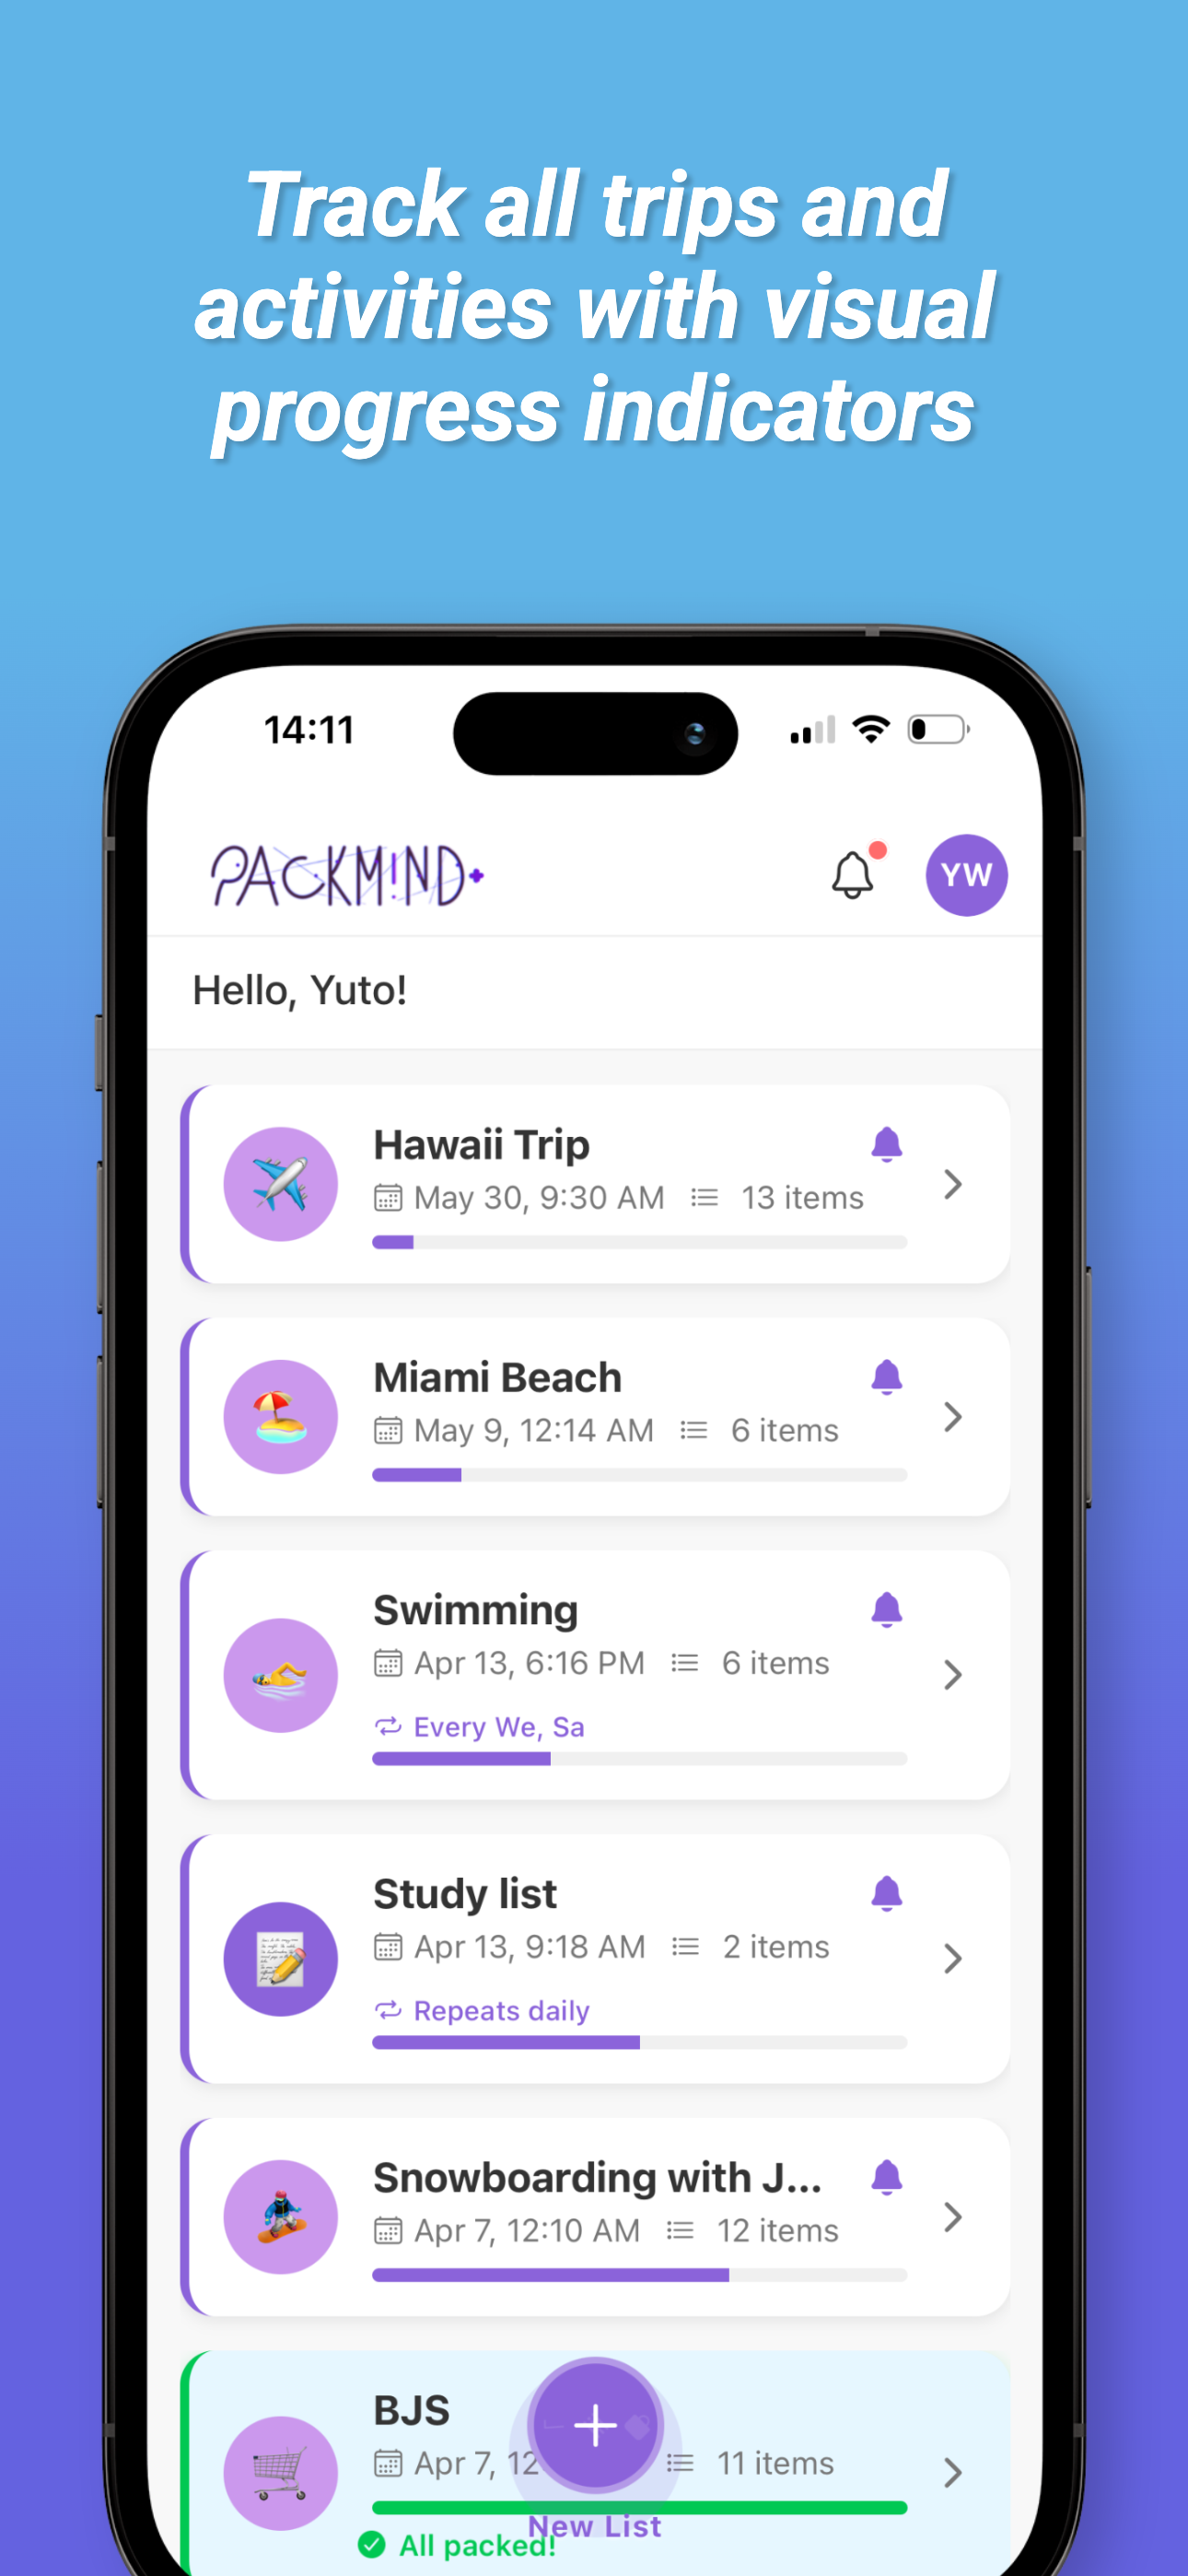 Track all trips and
activities with visual
progress indicators
14:11
PACKM!ND
YW
Hello, Yuto!
Hawaii Trip
May 30, 9:30 AM 13 items
Miami Beach
May 9, 12:14 AM 6 items
Swimming
Apr 13, 6:16 PM 6 items
Every We, Sa
Study list
Apr 13, 9:18 AM 2 items
Repeats daily
Snowboarding with J...
Apr 7, 12:10 AM 12 items
BJS
Apr 7, 12 11 items
New List
All packed!